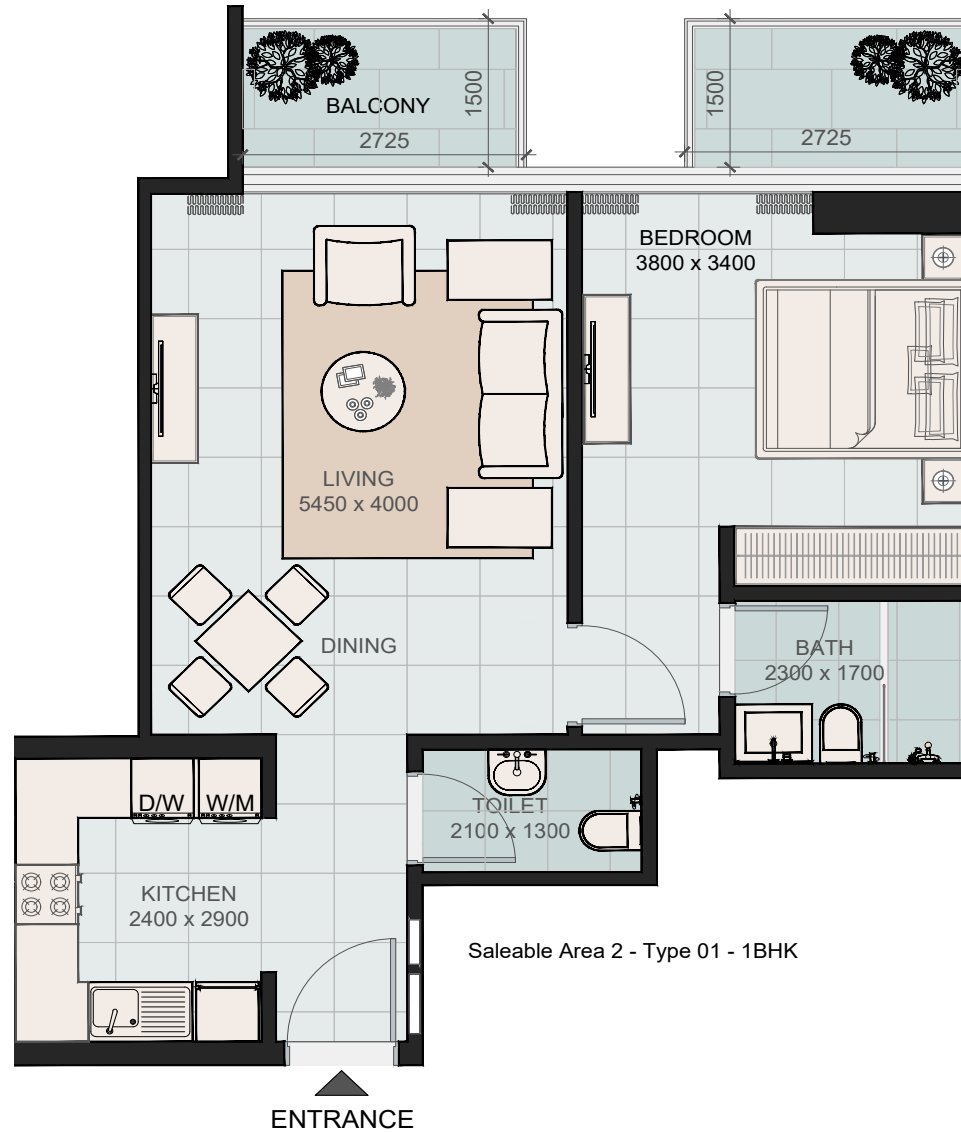 1500
1500
BALCONY
2725
2725
BEDROOM
3800 x 3400
LIVING
5450 x 4000
DINING
BATH
2300 x 1700
D/W
W/M
TOILET
2100 x 1300
KITCHEN
2400 x 2900
Saleable Area 2 - Type 01 - 1BHK
ENTRANCE